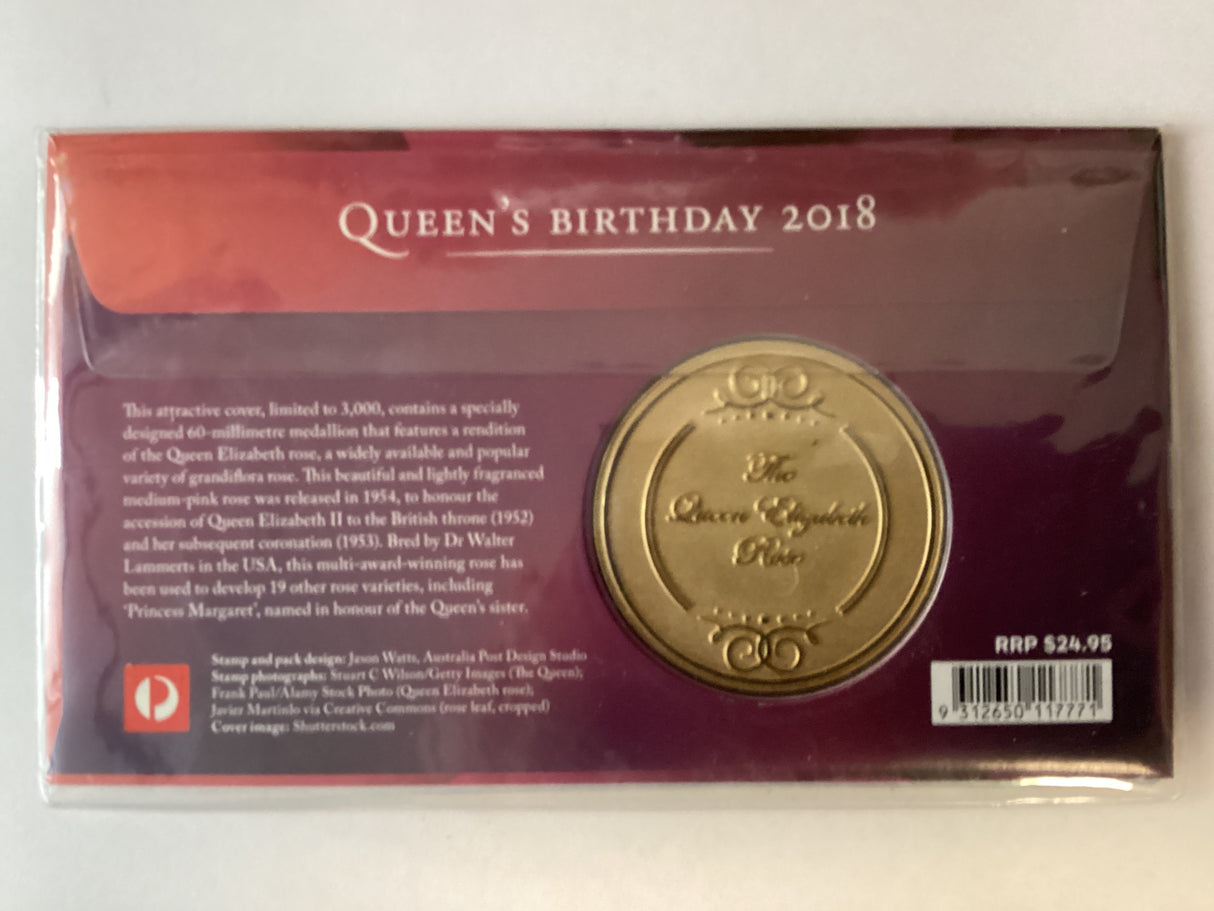 QUEEN'S BIRTHDAY 2018
This attractive cover, limited to 3,000, contains a specially
designed 60-millimetre medallion that features a rendition
of the Queen Elizabeth rose, a widely available and popular
variety of grandiflora rose. This beautiful and lightly fragranced
medium-pink rose was released in 1954, to honour the
accession of Queen Elizabeth II to the British throne (1952)
and her subsequent coronation (1953). Bred by Dr Walter
Lammerts in the USA, this multi-award-winning rose has
been used to develop 19 other rose varieties, including
'Princess Margaret', named in honour of the Queen's sister.
The
Queen Elizabeth
Rose
Stamp and pack design: Jason Watts, Australia Post Design Studio
Stamp photographs: Stuart C Wilson/Getty Images (The Queen);
Frank Paul/Alamy Stock Photo (Queen Elizabeth rose);
Javier Martinlo via Creative Commons (rose leaf, cropped)
Cover image: Shutterstock.com
RRP $24.95
9 312650 117771